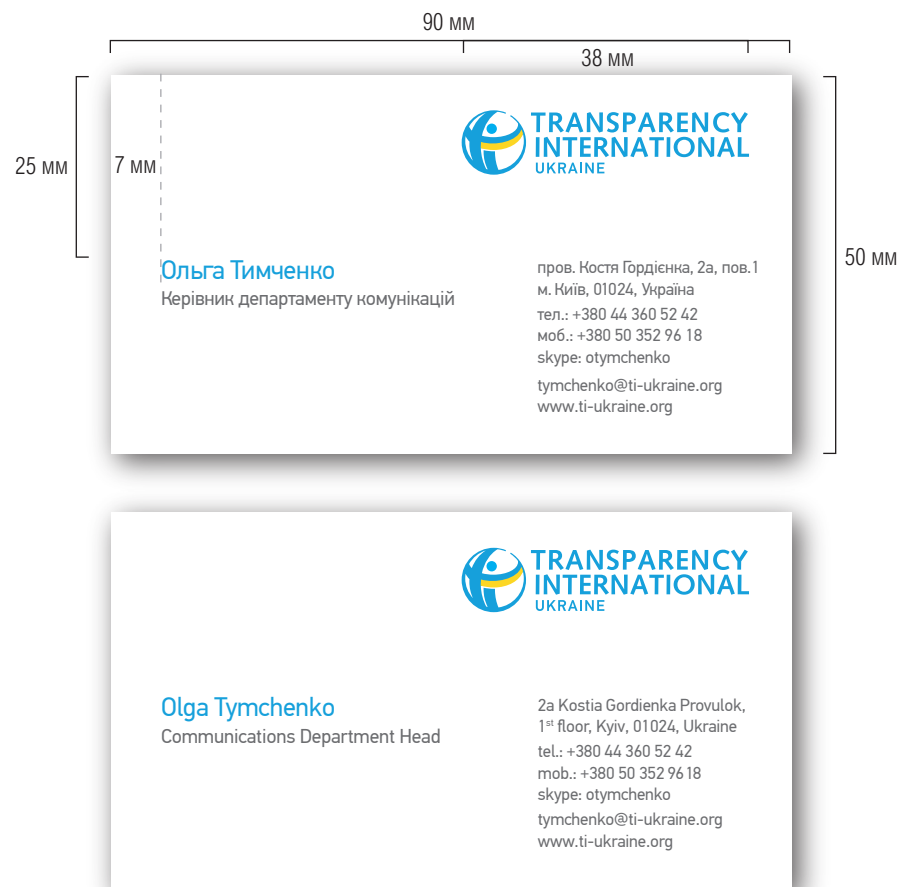 90 мм
38 мм
25 мм
7 мм
50 мм
TRANSPARENCY
INTERNATIONAL
UKRAINE
Ольга Тимченко
Керівник департаменту комунікацій
пров. Костя Гордієнка, 2а, пов.1
м. Київ, 01024, Україна
тел.: +380 44 360 52 42
моб.: +380 50 352 96 18
skype: otymchenko
tymchenko@ti-ukraine.org
www.ti-ukraine.org
TRANSPARENCY
INTERNATIONAL
UKRAINE
Olga Tymchenko
Communications Department Head
2a Kostia Gordienka Provulok,
1st floor, Kyiv, 01024, Ukraine
tel.: +380 44 360 52 42
mob.: +380 50 352 96 18
skype: otymchenko
tymchenko@ti-ukraine.org
www.ti-ukraine.org